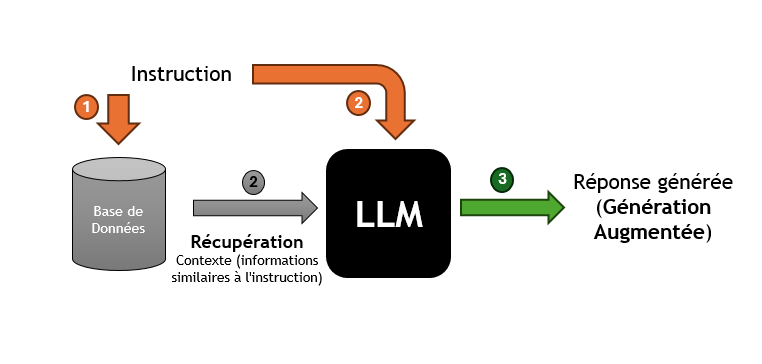 Instruction
1
2
Base de
Données
2
Récupération
Contexte (informations
similaires à l'instruction)
LLM
3
Réponse générée
(Génération
Augmentée)